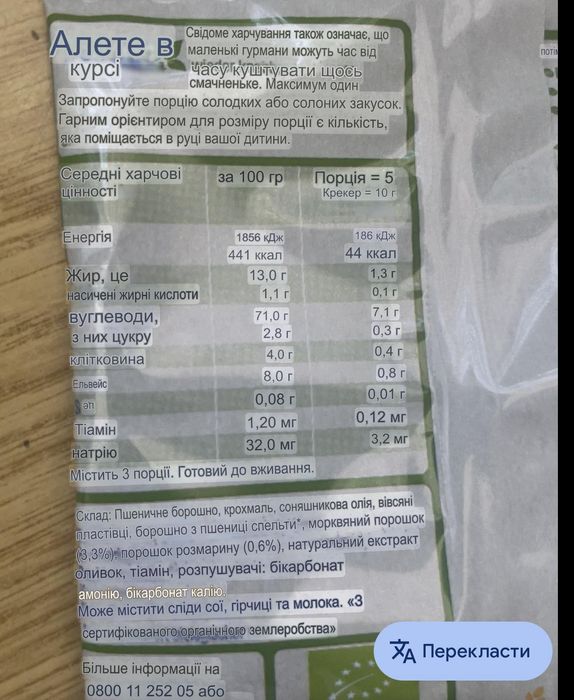 Алете в
курсі
Свідоме харчування також означає, що
маленькі гурмани можуть час від
часу куштувати щось
смачненьке. Максимум один
Запропонуйте порцію солодких або солоних закусок.
Гарним орієнтиром для розміру порції є кількість,
яка поміщається в руці вашої дитини.
Середні харчові за 100 гр Порція = 5
цінності Крекер = 10 г
Енергія 1856 кДж 186 кДж
441 ккал 44 ккал
Жир, це 13,0 г 1,3 г
насичені жирні кислоти 1,1 г 0,1 г
вуглеводи, 71,0 г 7,1 г
з них цукру 2,8 г 0,3 г
клітковина 4,0 г 0,4 г
Ельвейс 8,0 г 0,8 г
эл 0,08 г 0,01 г
Тіамін 1,20 мг 0,12 мг
натрію 32,0 мг 3,2 мг
Містить 3 порції. Готовий до вживання.
Склад: Пшеничне борошно, крохмаль, соняшникова олія, вівсяні
пластівці, борошно з пшениці спельти*, морквяний порошок
(3,3%), порошок розмарину (0,6%), натуральний екстракт
оливок, тіамін, розпушувачі: бікарбонат
амонію, бікарбонат калію.
Може містити сліди сої, гірчиці та молока. «З
сертифікованого органічного землеробства»
Більше інформації на
0800 11 252 05 або
Перекласти